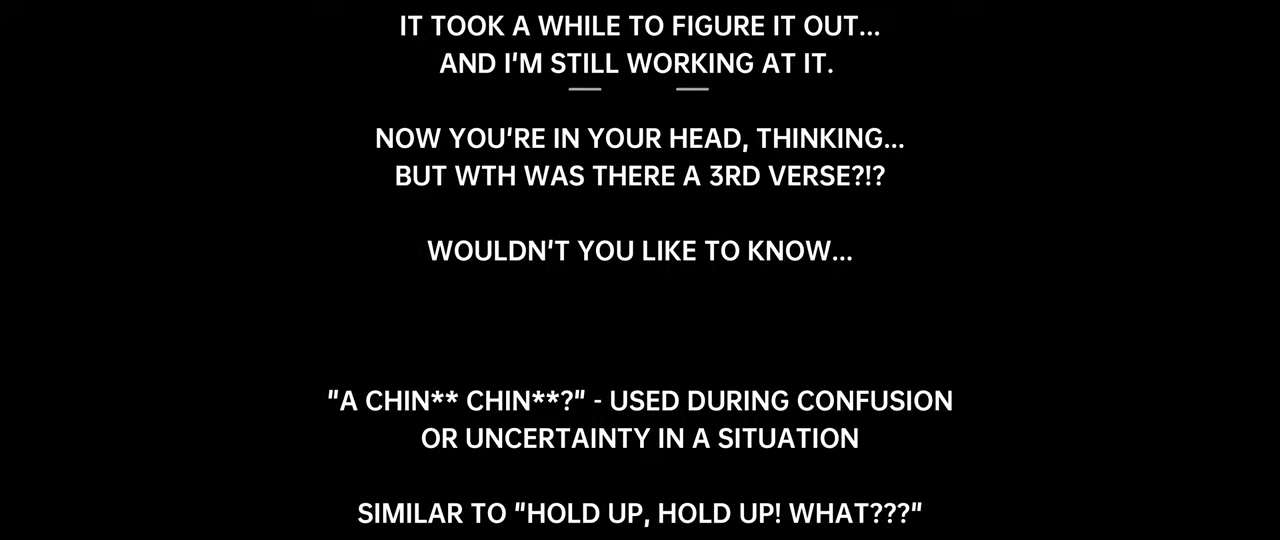 IT TOOK A WHILE TO FIGURE IT OUT...
AND I'M STILL WORKING AT IT.
NOW YOU'RE IN YOUR HEAD, THINKING...
BUT WTH WAS THERE A 3RD VERSE?!?
WOULDN'T YOU LIKE TO KNOW...
"A CHIN** CHIN**?" - USED DURING CONFUSION
OR UNCERTAINTY IN A SITUATION
SIMILAR TO "HOLD UP, HOLD UP! WHAT???"